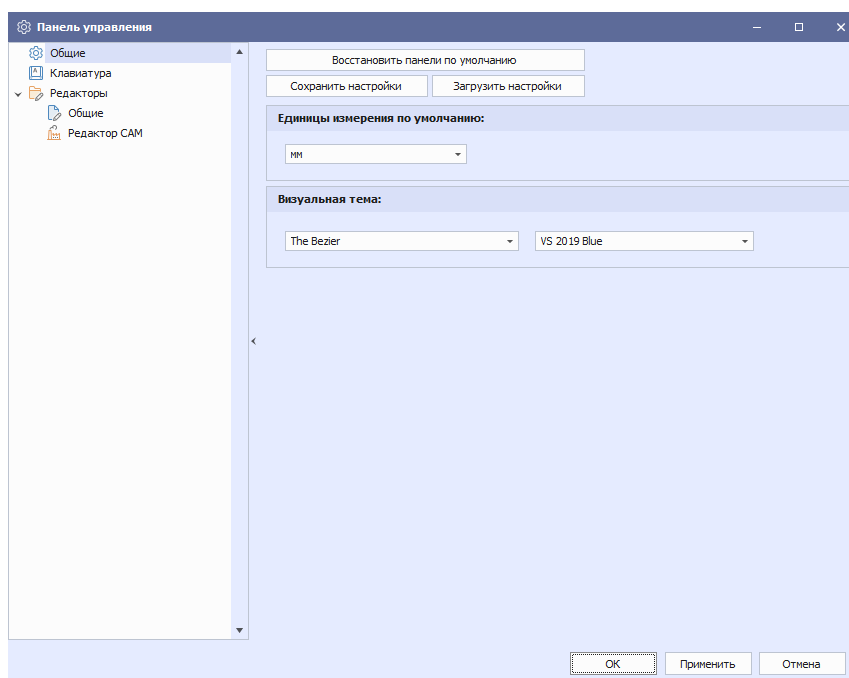 Панель управления
Общие
Клавиатура
Редакторы
Общие
Редактор CAM
Восстановить панели по умолчанию
Сохранить настройки
Загрузить настройки
Единицы измерения по умолчанию:
мм
Визуальная тема:
The Bezier
VS 2019 Blue
OK
Применить
Отмена